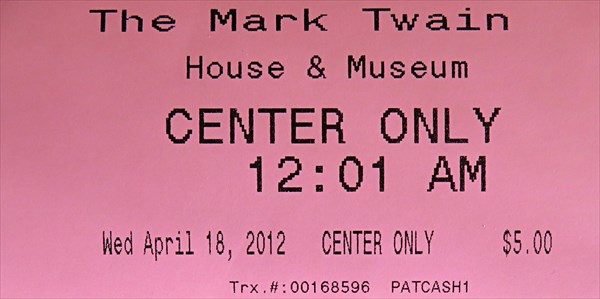 The Mark Twain
House & Museum
CENTER ONLY
12:01 AM
Wed April 18, 2012 CENTER ONLY $5.00
Trx.#:00168596 PATCASH1